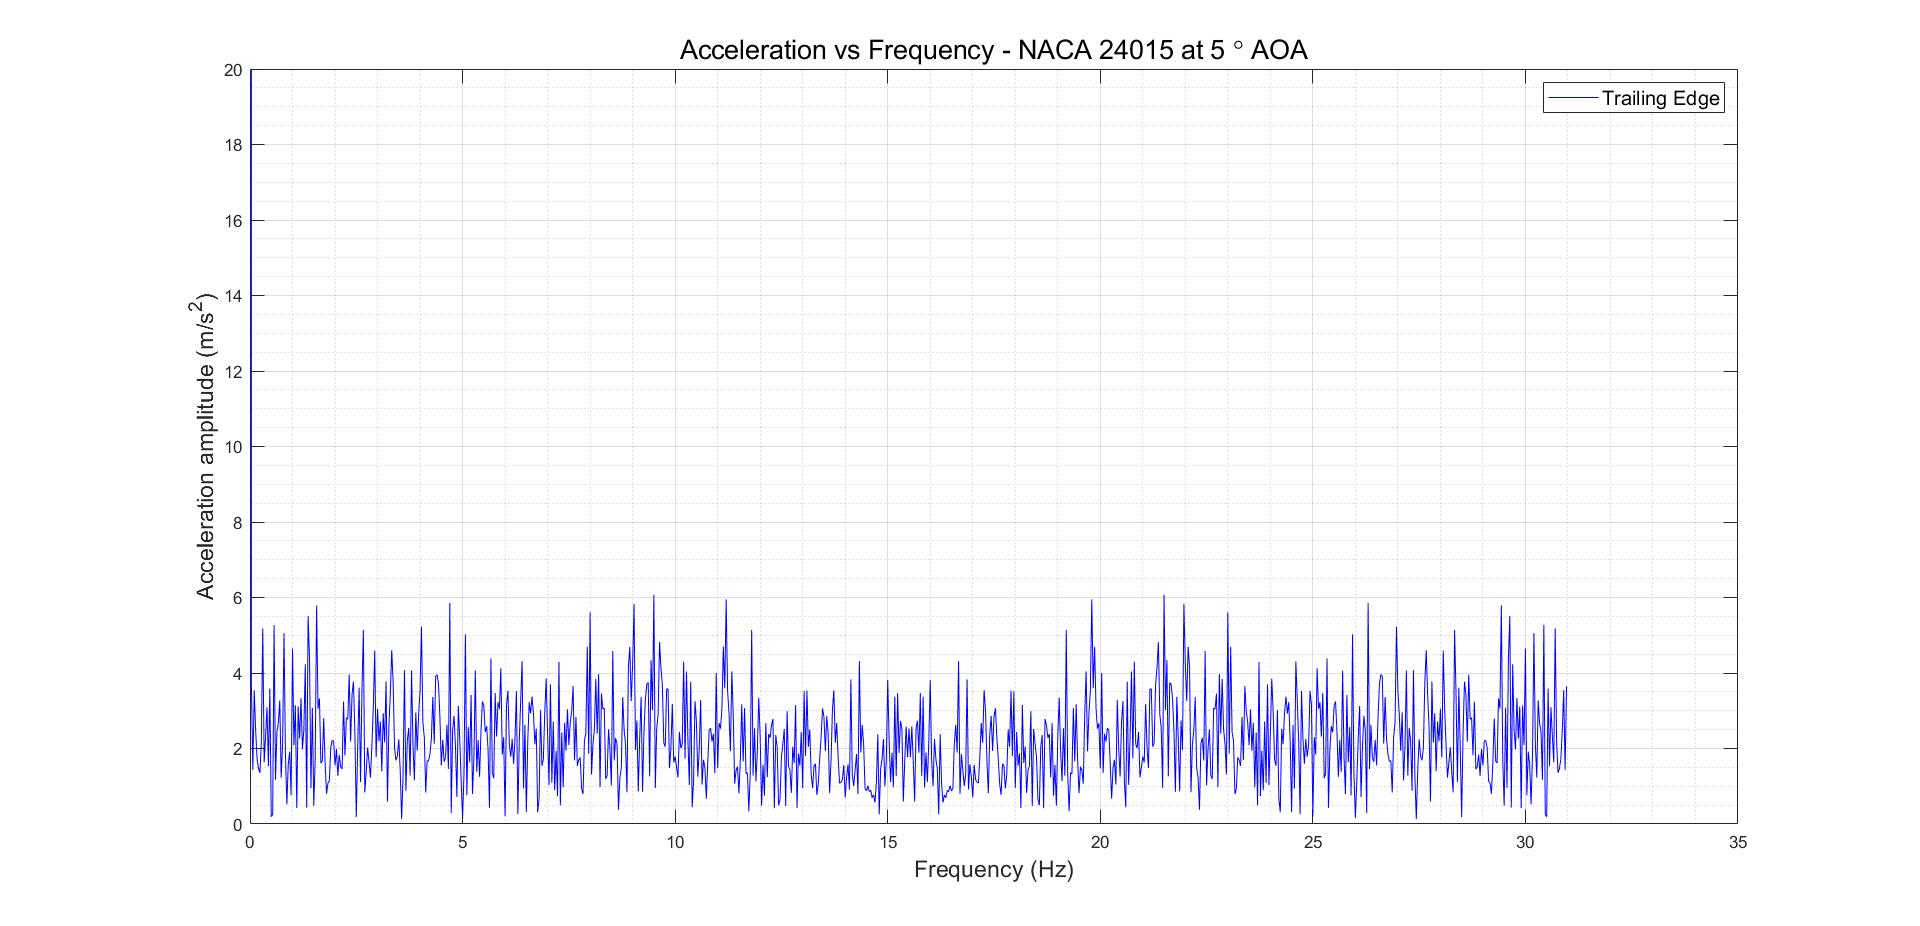 Acceleration vs Frequency - NACA 24015 at 5 ° AOA
Trailing Edge
Acceleration amplitude (m/s²)
20
18
16
14
12
10
8
6
4
2
0
0 5 10 15 20 25 30 35
Frequency (Hz)